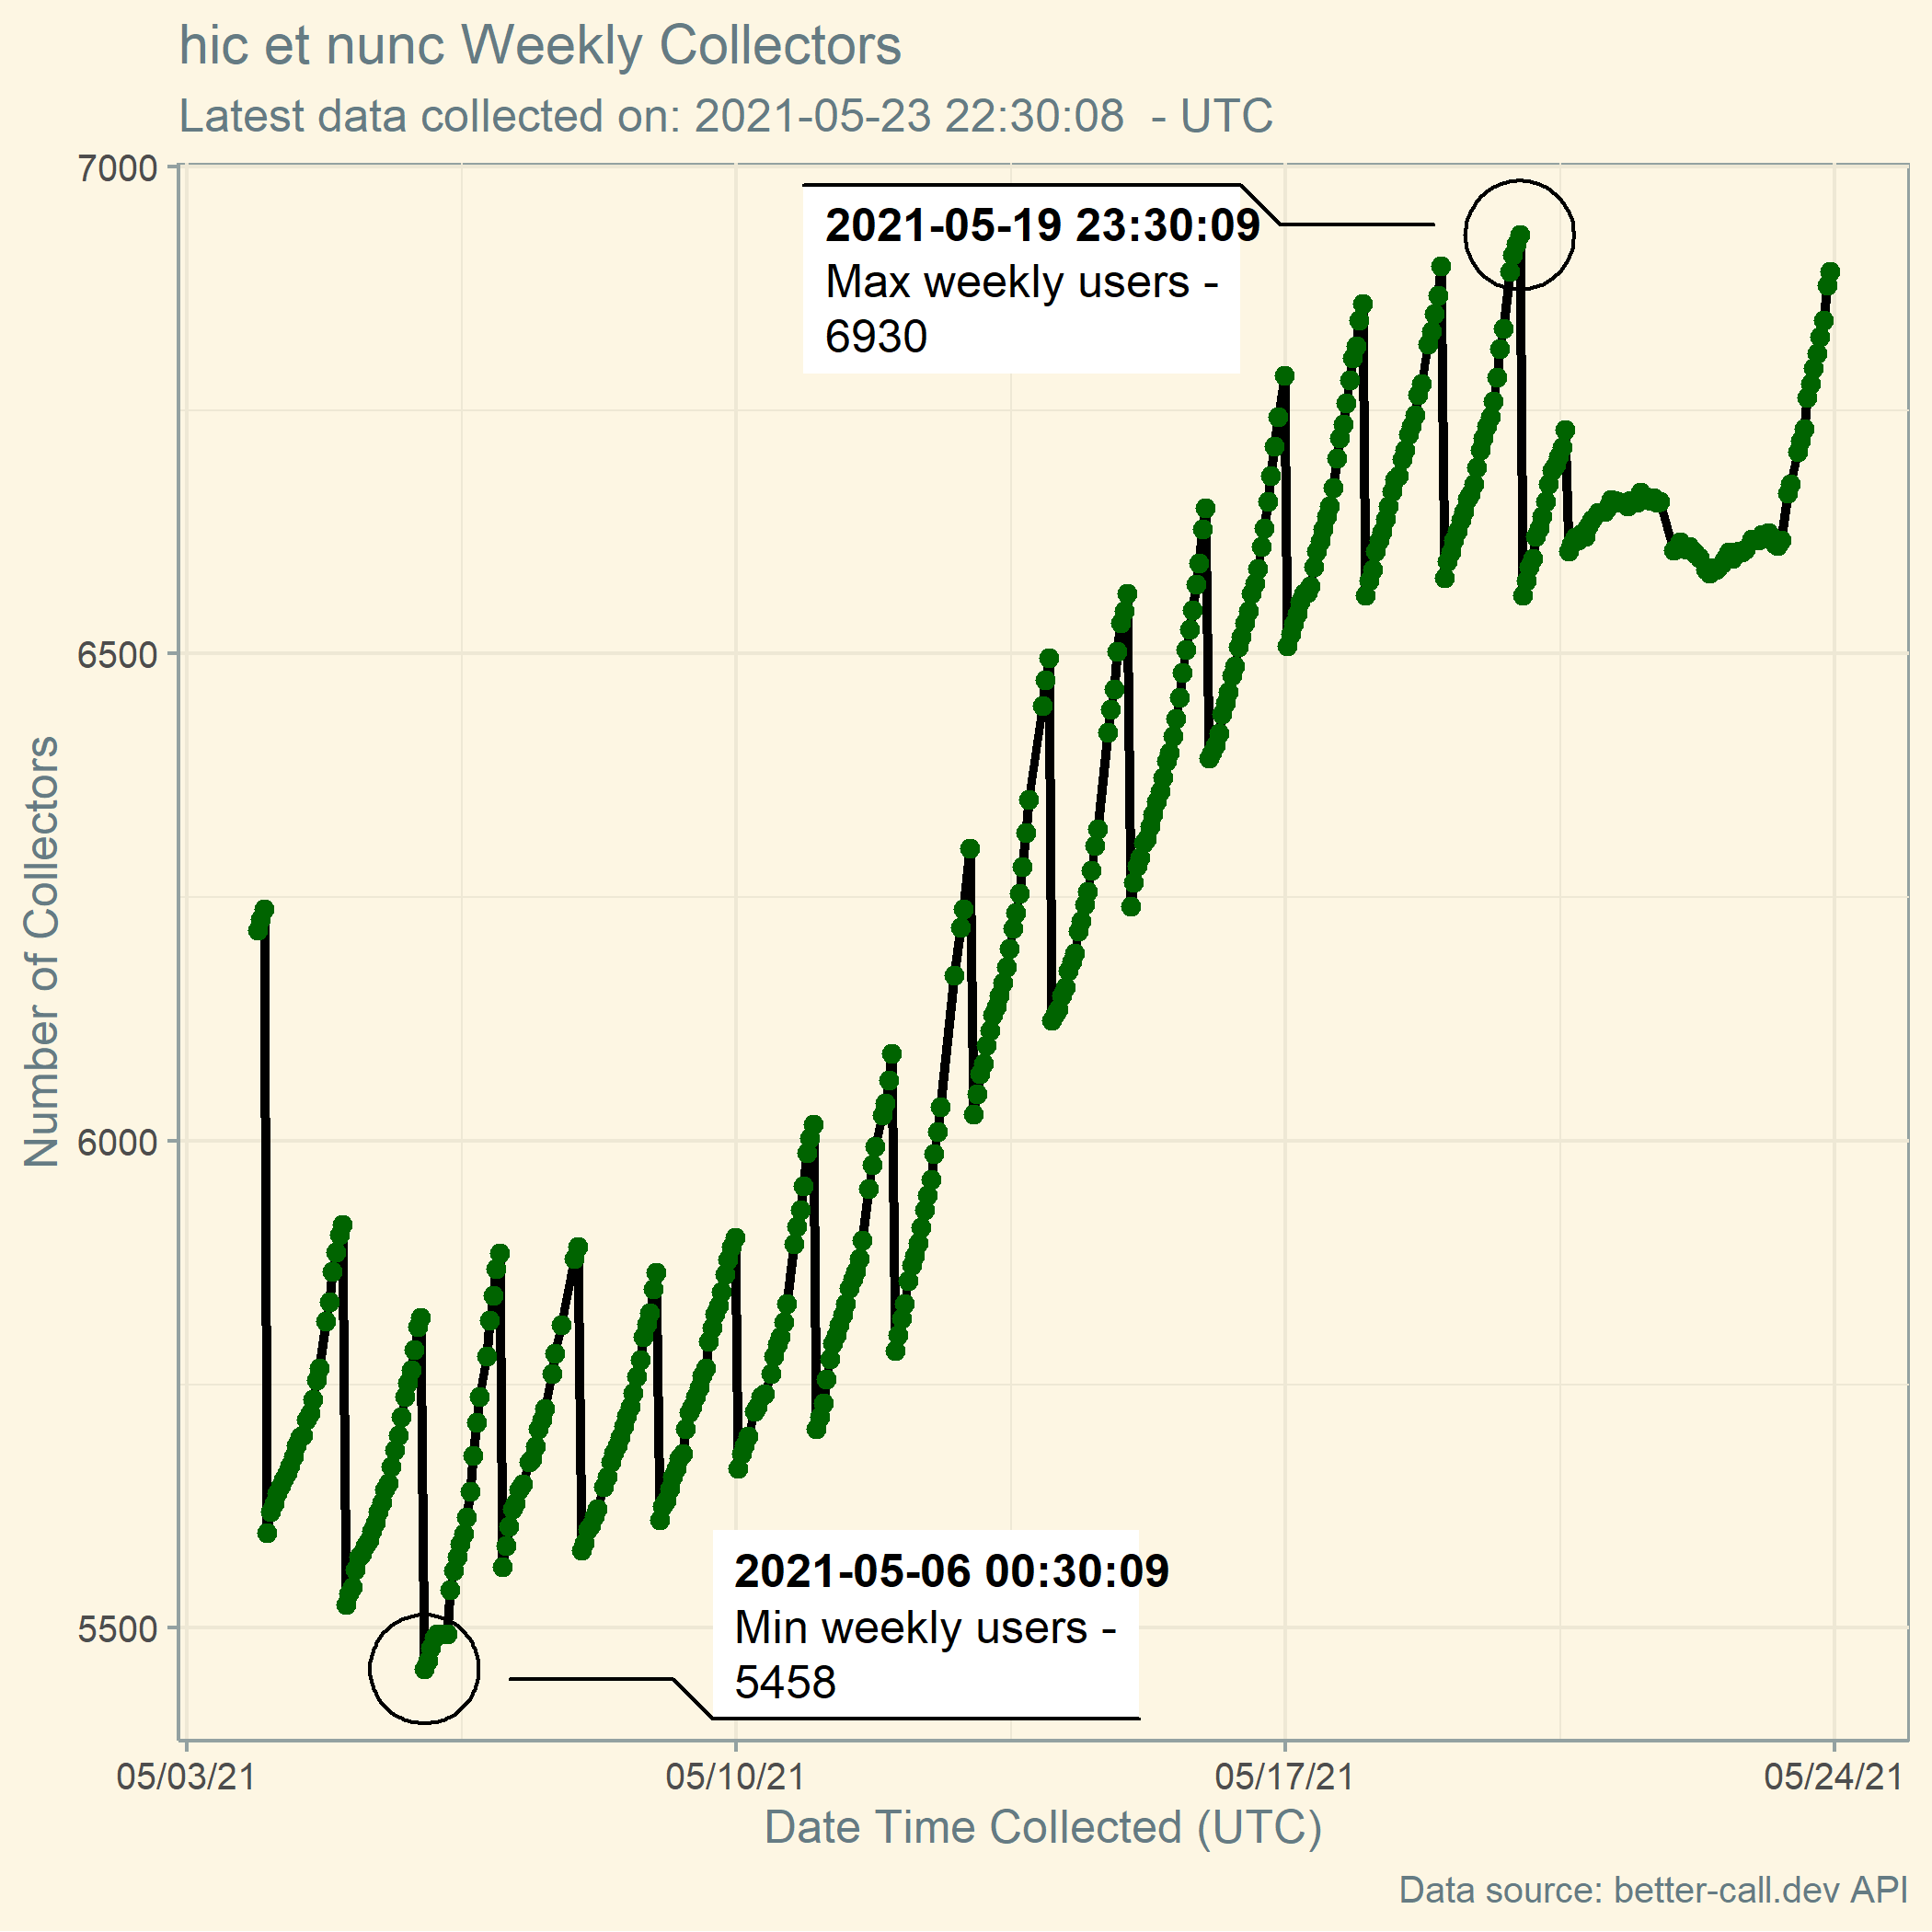 hic et nunc Weekly Collectors
Latest data collected on: 2021-05-23 22:30:08  - UTC
7000
6500
6000
5500
Number of Collectors
2021-05-19 23:30:09
Max weekly users -
6930
2021-05-06 00:30:09
Min weekly users -
5458
05/03/21 05/10/21 05/17/21 05/24/21
Date Time Collected (UTC)
Data source: better-call.dev API